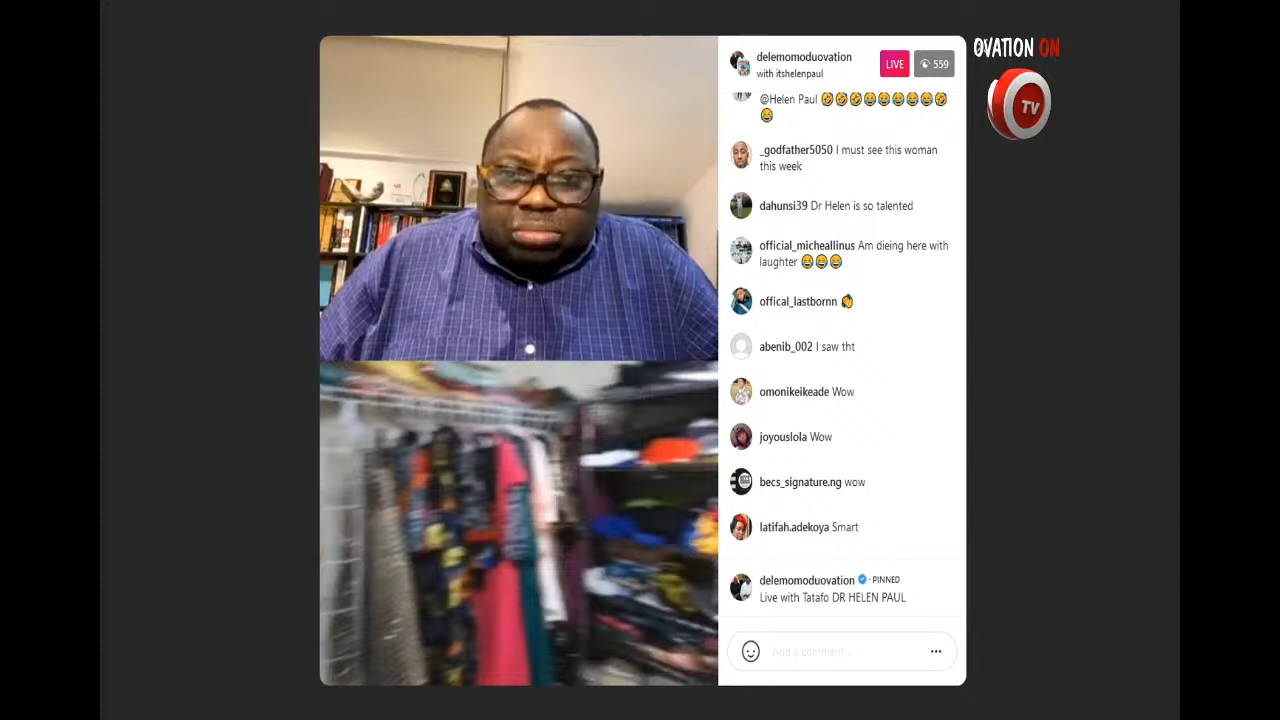 OVATION ON
TV
delemomoduovation
with itshelenpaul
LIVE
559
@Helen Paul 🤣🤣🤣😂😂😂😂😂🤣
😂
_godfather5050 I must see this woman
this week
dahunsi39 Dr Helen is so talented
official_micheallinus Am dieing here with
laughter 😂😂😂
offical_lastbornn 👏
abenib_002 I saw tht
omonikeikeade Wow
joyouslola Wow
becs_signature.ng wow
latifah.adekoya Smart
delemomoduovation · PINNED
Live with Tatafo DR HELEN PAUL
Add a comment...